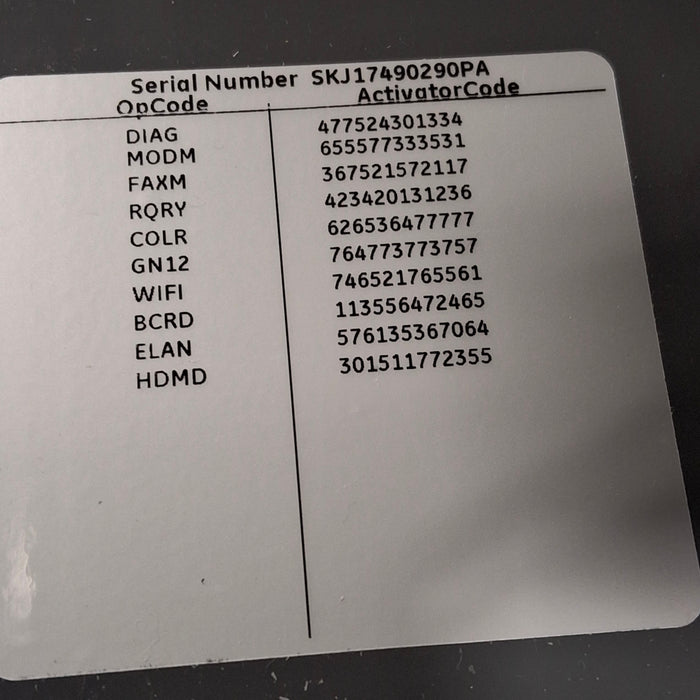 Serial Number SKJ17490290PA
OpCode ActivatorCode
DIAG 477524301334
MODM 655577333531
FAXM 367521572117
RQRY 423420131236
COLR 626536477777
GN12 764773773757
WIFI 746521765561
BCRD 113556472465
ELAN 576135367064
HDMD 301511772355